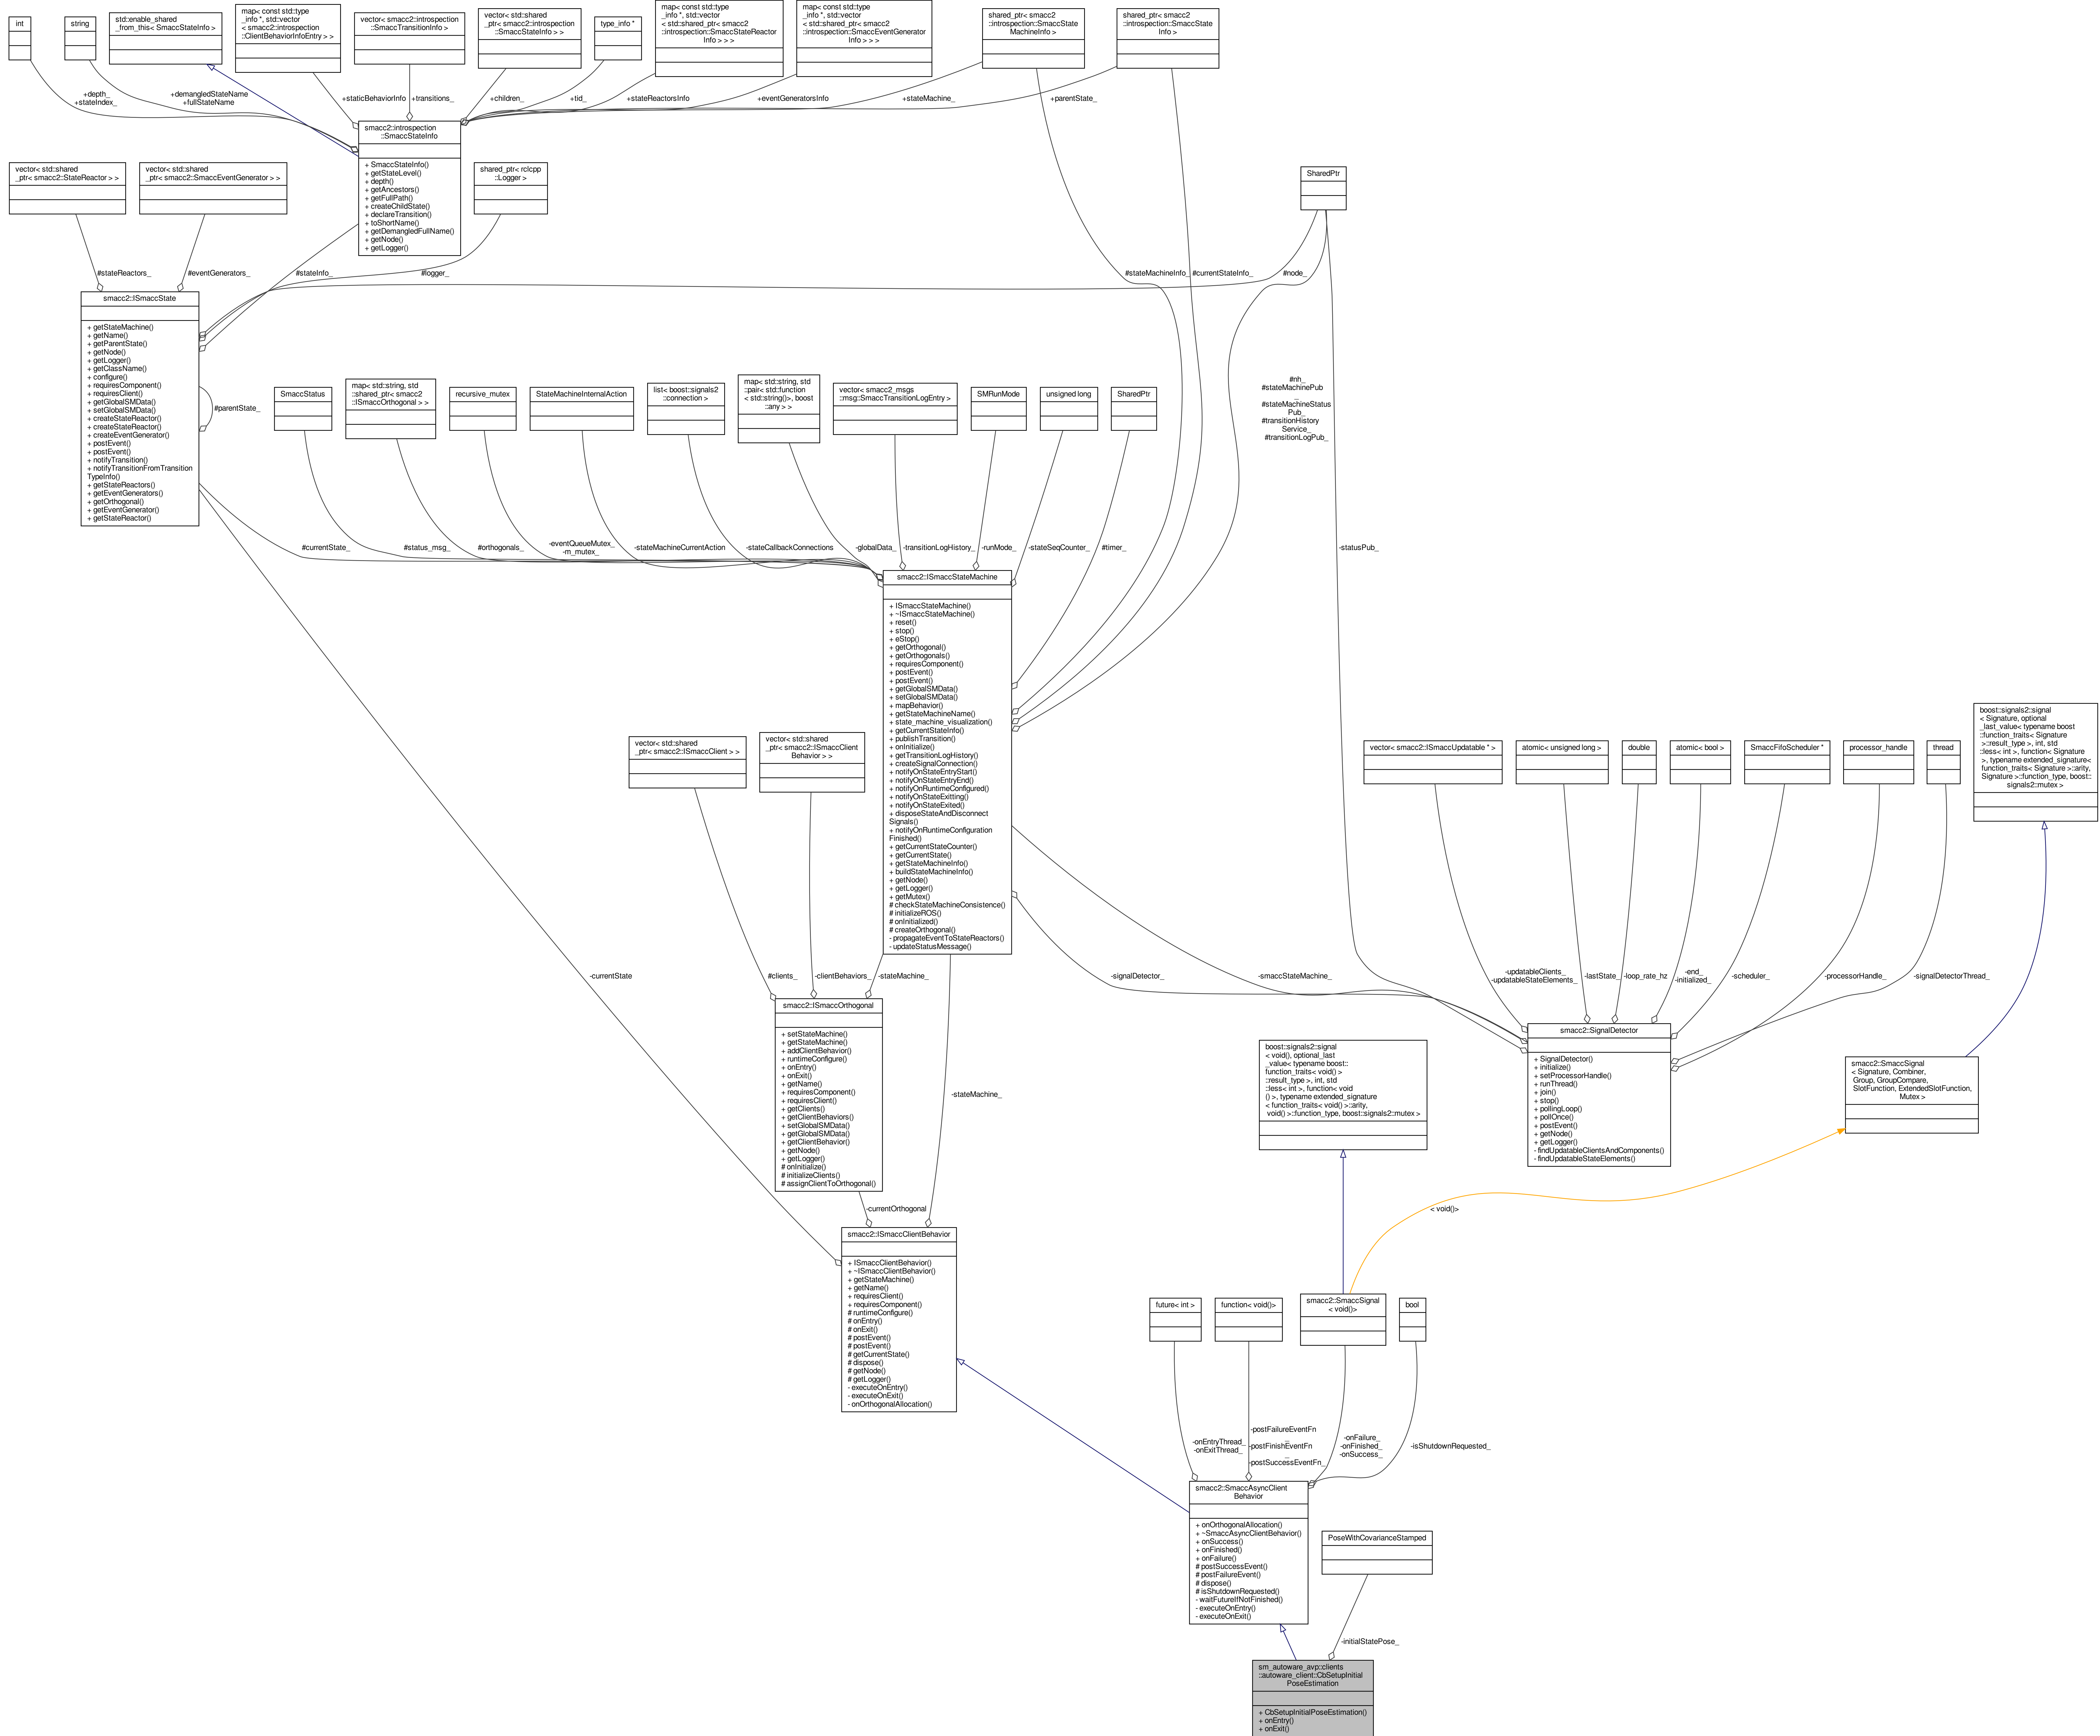 int
string
std::enable_shared
_from_this< SmaccStateInfo >
map< const std::type
_info *, std::vector
< smacc2::introspection
::ClientBehaviorInfoEntry > >
vector< smacc2::introspection
::SmaccTransitionInfo >
vector< std::shared
_ptr< smacc2::introspection
::SmaccStateInfo > >
type_info *
map< const std::type
_info *, std::vector
< std::shared_ptr< smacc2
::introspection::SmaccStateReactor
Info > > >
map< const std::type
_info *, std::vector
< std::shared_ptr< smacc2
::introspection::SmaccEventGenerator
Info > > >
shared_ptr< smacc2
::introspection::SmaccState
MachineInfo >
shared_ptr< smacc2
::introspection::SmaccState
Info >
+depth_
+stateIndex_
+demangledStateName
+fullStateName
+staticBehaviorInfo
+transitions_
+children_
+tid_
+stateReactorsInfo
+eventGeneratorsInfo
+stateMachine_
+parentState_
smacc2::introspection
::SmaccStateInfo
+ SmaccStateInfo()
+ getStateLevel()
+ depth()
+ getAncestors()
+ getFullPath()
+ createChildState()
+ declareTransition()
+ toShortName()
+ getDemangledFullName()
+ getNode()
+ getLogger()
vector< std::shared
_ptr< smacc2::StateReactor > >
vector< std::shared
_ptr< smacc2::SmaccEventGenerator > >
shared_ptr< rclcpp
::Logger >
SharedPtr
#stateReactors_
#eventGenerators_
#stateInfo_
#logger_
#stateMachineInfo_
#currentStateInfo_
#node_
smacc2::ISmaccState
+ getStateMachine()
+ getName()
+ getParentState()
+ getNode()
+ getLogger()
+ getClassName()
+ configure()
+ requiresComponent()
+ requiresClient()
+ getGlobalSMData()
+ setGlobalSMData()
+ createStateReactor()
+ createStateReactor()
+ createEventGenerator()
+ postEvent()
+ postEvent()
+ notifyTransition()
+ notifyTransitionFromTransition
TypeInfo()
+ getStateReactors()
+ getEventGenerators()
+ getOrthogonal()
+ getEventGenerator()
+ getStateReactor()
#parentState_
SmaccStatus
map< std::string, std
::shared_ptr< smacc2
::ISmaccOrthogonal > >
recursive_mutex
StateMachineInternalAction
list< boost::signals2
::connection >
map< std::string, std
::pair< std::function
< std::string()>, boost
::any > >
vector< smacc2_msgs
::msg::SmaccTransitionLogEntry >
SMRunMode
unsigned long
SharedPtr
#nh_
#stateMachinePub
_
#stateMachineStatus
Pub_
#transitionHistory
Service_
#transitionLogPub_
#currentState_
#status_msg_
#orthogonals_
-eventQueueMutex_
-m_mutex_
-stateMachineCurrentAction
-stateCallbackConnections
-globalData_
-transitionLogHistory_
-runMode_
-stateSeqCounter_
#timer_
-statusPub_
smacc2::ISmaccStateMachine
+ ISmaccStateMachine()
+ ~ISmaccStateMachine()
+ reset()
+ stop()
+ eStop()
+ getOrthogonal()
+ getOrthogonals()
+ requiresComponent()
+ postEvent()
+ postEvent()
+ getGlobalSMData()
+ setGlobalSMData()
+ mapBehavior()
+ getStateMachineName()
+ state_machine_visualization()
+ getCurrentStateInfo()
+ publishTransition()
+ onInitialize()
+ getTransitionLogHistory()
+ createSignalConnection()
+ notifyOnStateEntryStart()
+ notifyOnStateEntryEnd()
+ notifyOnRuntimeConfigured()
+ notifyOnStateExitting()
+ notifyOnStateExited()
+ disposeStateAndDisconnect
Signals()
+ notifyOnRuntimeConfiguration
Finished()
+ getCurrentStateCounter()
+ getCurrentState()
+ getStateMachineInfo()
+ buildStateMachineInfo()
+ getNode()
+ getLogger()
+ getMutex()
# checkStateMachineConsistence()
# initializeROS()
# onInitialized()
# createOrthogonal()
- propagateEventToStateReactors()
- updateStatusMessage()
vector< std::shared
_ptr< smacc2::ISmaccClient > >
vector< std::shared
_ptr< smacc2::ISmaccClient
Behavior > >
vector< smacc2::ISmaccUpdatable * >
atomic< unsigned long >
double
atomic< bool >
SmaccFifoScheduler *
processor_handle
thread
boost::signals2::signal
< Signature, optional
_last_value< typename boost
::function_traits< Signature
>::result_type >, int, std
::less< int >, function< Signature
>, typename extended_signature<
function_traits< Signature >::arity,
Signature >::function_type, boost::
signals2::mutex >
-currentState
#clients_
-clientBehaviors_
-stateMachine_
-signalDetector_
-smaccStateMachine_
-updatableClients_
-updatableStateElements_
-lastState_
-loop_rate_hz
-end_
-initialized_
-scheduler_
-processorHandle_
-signalDetectorThread_
smacc2::ISmaccOrthogonal
+ setStateMachine()
+ getStateMachine()
+ addClientBehavior()
+ runtimeConfigure()
+ onEntry()
+ onExit()
+ getName()
+ requiresComponent()
+ requiresClient()
+ getClients()
+ getClientBehaviors()
+ setGlobalSMData()
+ getGlobalSMData()
+ getClientBehavior()
+ getNode()
+ getLogger()
# onInitialize()
# initializeClients()
# assignClientToOrthogonal()
-stateMachine_
boost::signals2::signal
< void(), optional_last
_value< typename boost::
function_traits< void() >
::result_type >, int, std
::less< int >, function< void
() >, typename extended_signature
< function_traits< void() >::arity,
void() >::function_type, boost::signals2::mutex >
smacc2::SignalDetector
+ SignalDetector()
+ initialize()
+ setProcessorHandle()
+ runThread()
+ join()
+ stop()
+ pollingLoop()
+ pollOnce()
+ postEvent()
+ getNode()
+ getLogger()
- findUpdatableClientsAndComponents()
- findUpdatableStateElements()
smacc2::SmaccSignal
< Signature, Combiner,
Group, GroupCompare,
SlotFunction, ExtendedSlotFunction,
Mutex >
-currentOrthogonal
< void()>
smacc2::ISmaccClientBehavior
+ ISmaccClientBehavior()
+ ~ISmaccClientBehavior()
+ getStateMachine()
+ getName()
+ requiresClient()
+ requiresComponent()
# runtimeConfigure()
# onEntry()
# onExit()
# postEvent()
# postEvent()
# getCurrentState()
# dispose()
# getNode()
# getLogger()
- executeOnEntry()
- executeOnExit()
- onOrthogonalAllocation()
future< int >
function< void()>
smacc2::SmaccSignal
< void()>
bool
-onEntryThread_
-onExitThread_
-postFailureEventFn
_
-postFinishEventFn
_
-postSuccessEventFn_
-onFailure_
-onFinished_
-onSuccess_
-isShutdownRequested_
smacc2::SmaccAsyncClient
Behavior
+ onOrthogonalAllocation()
+ ~SmaccAsyncClientBehavior()
+ onSuccess()
+ onFinished()
+ onFailure()
# postSuccessEvent()
# postFailureEvent()
# dispose()
# isShutdownRequested()
- waitFutureIfNotFinished()
- executeOnEntry()
- executeOnExit()
PoseWithCovarianceStamped
-initialStatePose_
sm_autoware_avp::clients
::autoware_client::CbSetupInitial
PoseEstimation
+ CbSetupInitialPoseEstimation()
+ onEntry()
+ onExit()